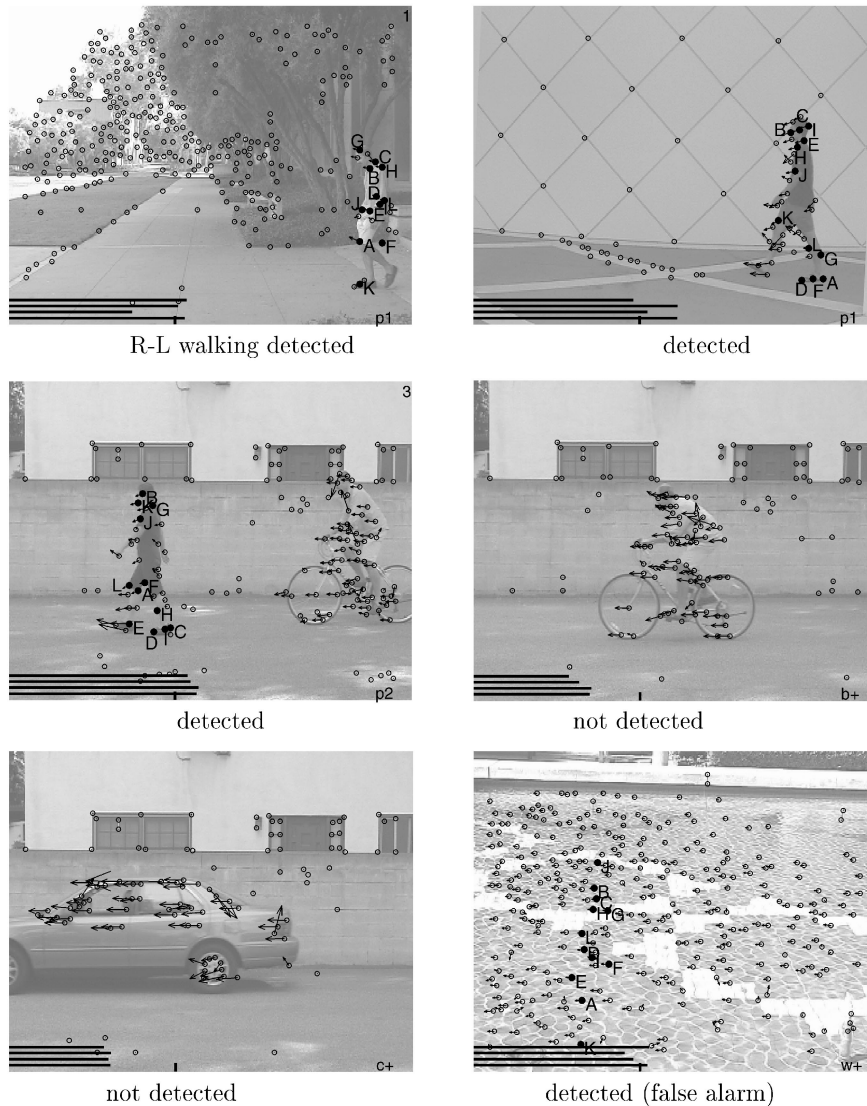 1
G
C
B
H
D
J
I
L
E
A
F
K
p1
R-L walking detected
C
B
I
E
H
J
K
L
G
D
F
A
p1
detected
3
B
K
G
J
L
F
A
H
E
D
I
C
p2
detected
b+
not detected
c+
not detected
J
B
C
H
G
L
D
I
F
E
A
K
w+
detected (false alarm)